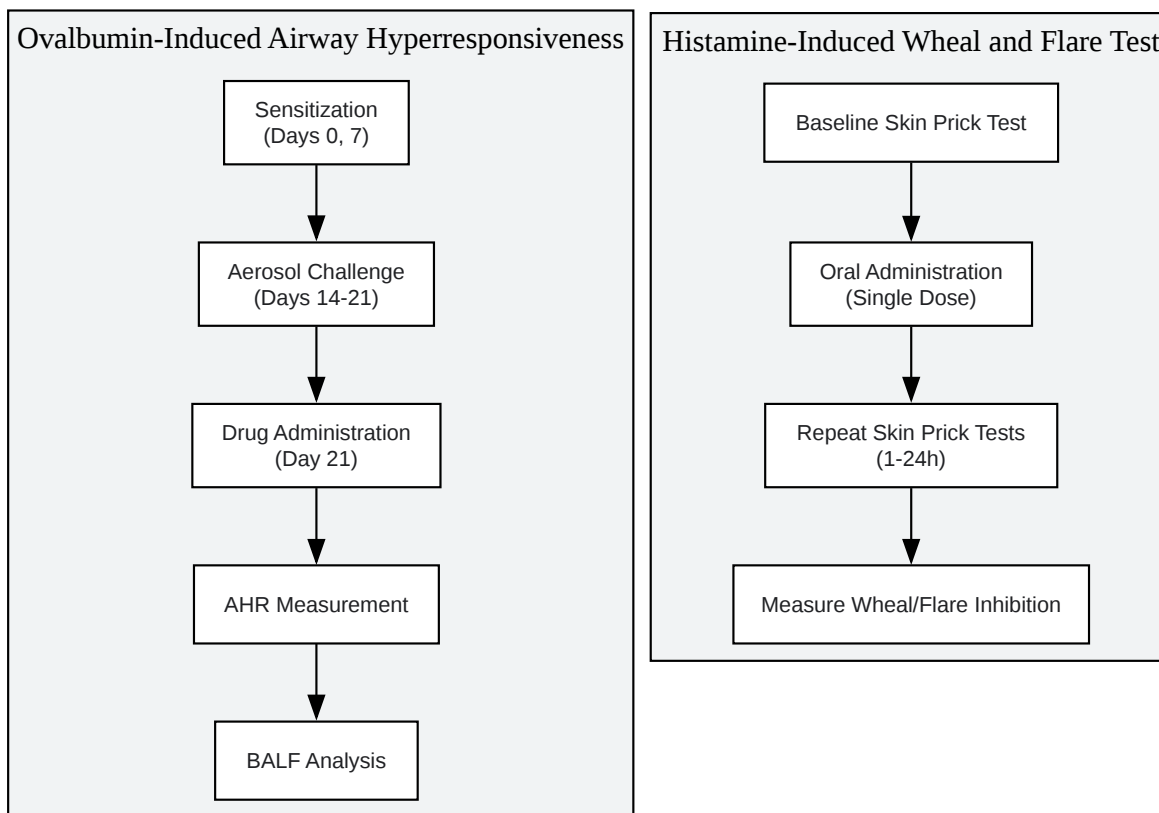 Ovalbumin-Induced Airway Hyperresponsiveness
Sensitization
(Days 0, 7)
Aerosol Challenge
(Days 14-21)
Drug Administration
(Day 21)
AHR Measurement
BALF Analysis
Histamine-Induced Wheal and Flare Test
Baseline Skin Prick Test
Oral Administration
(Single Dose)
Repeat Skin Prick Tests
(1-24h)
Measure Wheal/Flare Inhibition